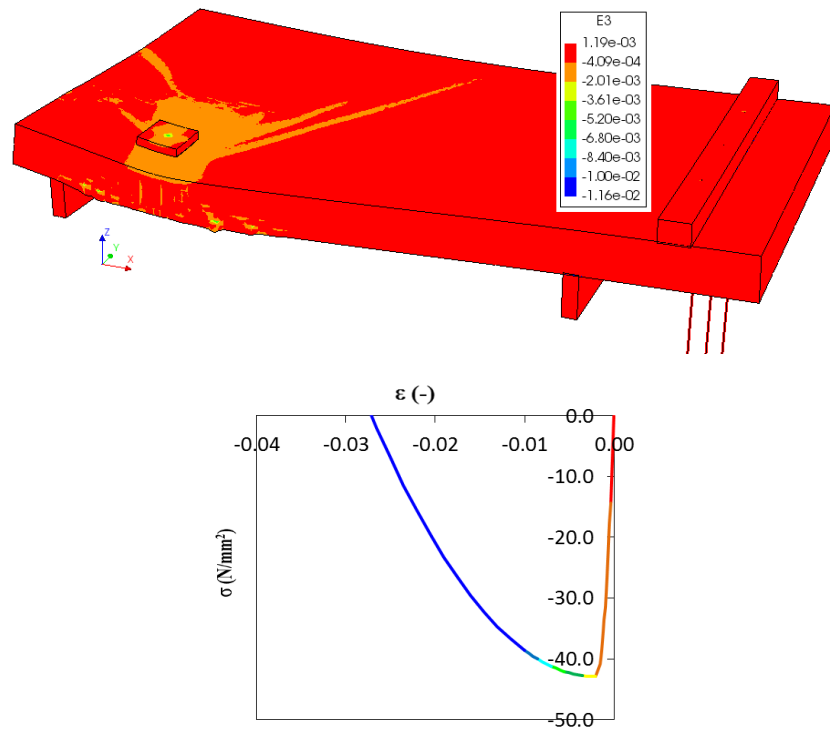 E3
1.19e-03
-4.09e-04
-2.01e-03
-3.61e-03
-5.20e-03
-6.80e-03
-8.40e-03
-1.00e-02
-1.16e-02
Z
Y
X
ε (-)
0.0
-0.04 -0.03 -0.02 -0.01 0.00
-10.0
-20.0
-30.0
-40.0
-50.0
σ (N/mm²)